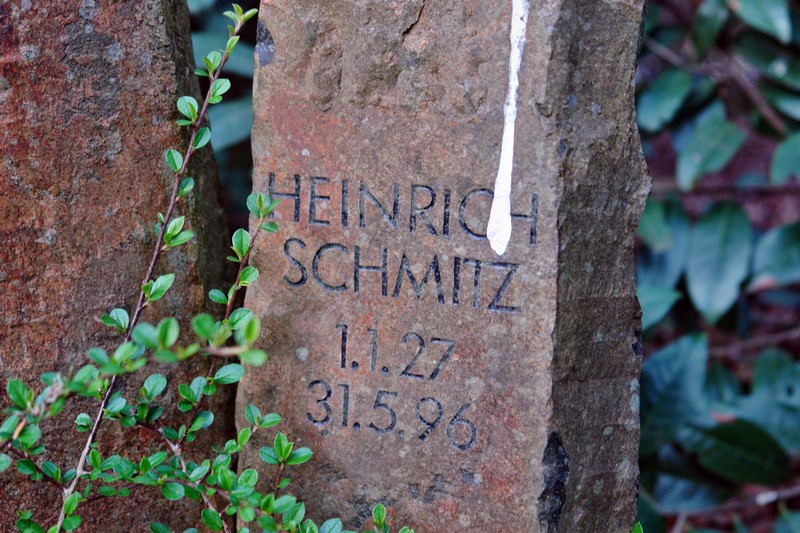 HEINRICH
SCHMITZ
1.1.27
31.5.96